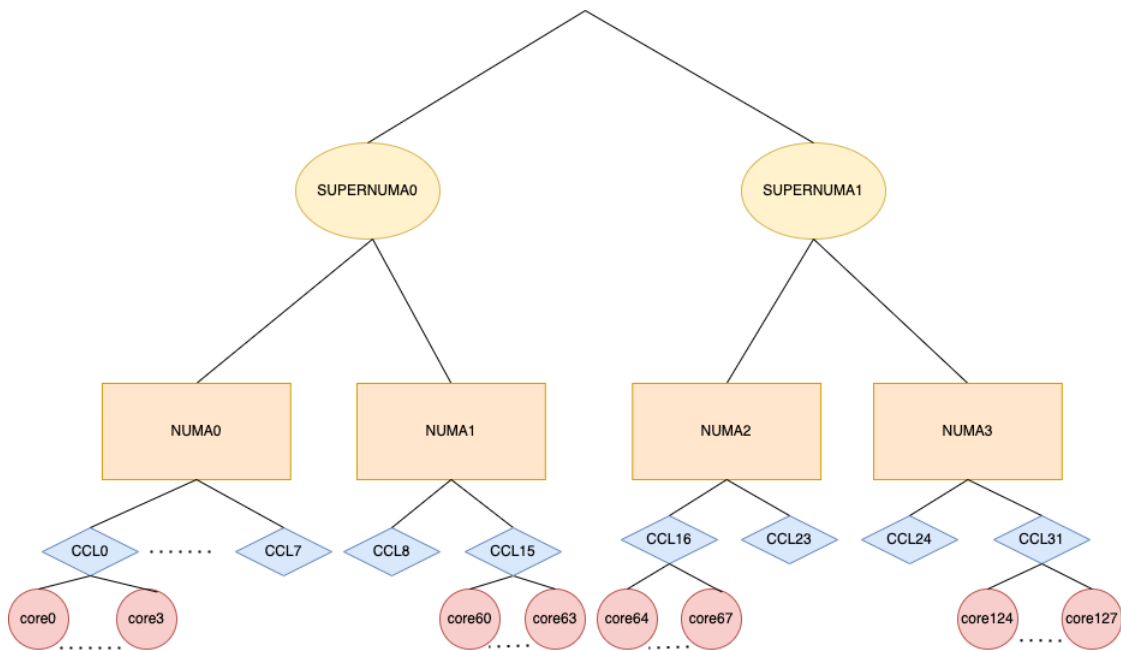 SUPERNUMA0
SUPERNUMA1
NUMA0
NUMA1
NUMA2
NUMA3
CCL0
.......
CCL7
CCL8
CCL15
CCL16
CCL23
CCL24
CCL31
core0
core3
core60
core63
core64
core67
core124
core127